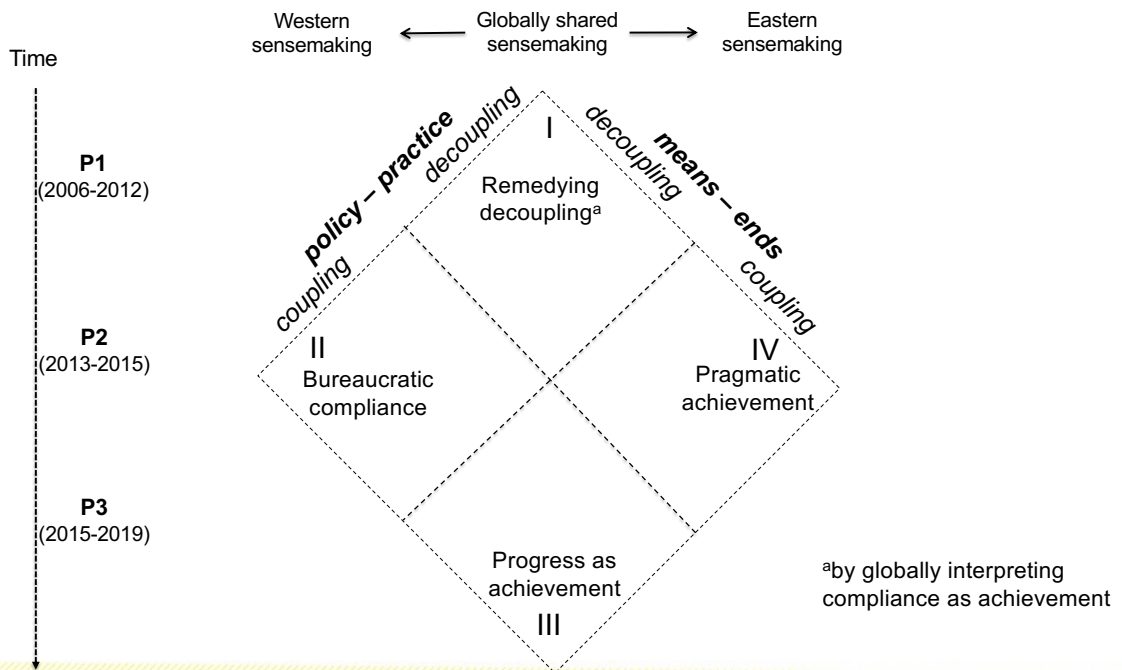 Western
sensemaking
Globally shared
sensemaking
Eastern
sensemaking
Time
P1
(2006-2012)
P2
(2013-2015)
P3
(2015-2019)
policy – practice
decoupling
coupling
means – ends
decoupling
coupling
I
Remedying
decouplingᵃ
II
Bureaucratic
compliance
IV
Pragmatic
achievement
Progress as
achievement
III
ᵃby globally interpreting
compliance as achievement